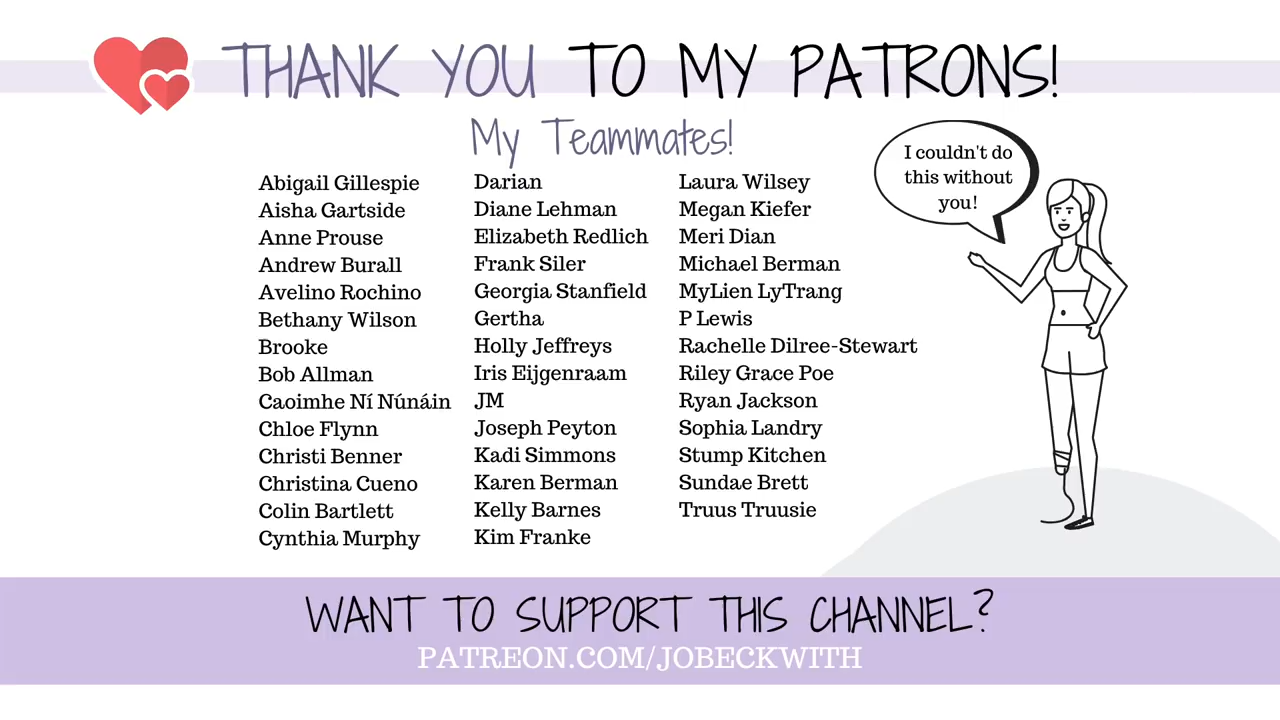 THANK YOU TO MY PATRONS!
My Teammates!
Abigail Gillespie
Aisha Gartside
Anne Prouse
Andrew Burall
Avelino Rochino
Bethany Wilson
Brooke
Bob Allman
Caoimhe Ní Núnáin
Chloe Flynn
Christi Benner
Christina Cueno
Colin Bartlett
Cynthia Murphy
Darian
Diane Lehman
Elizabeth Redlich
Frank Siler
Georgia Stanfield
Gertha
Holly Jeffreys
Iris Eijgenraam
JM
Joseph Peyton
Kadi Simmons
Karen Berman
Kelly Barnes
Kim Franke
Laura Wilsey
Megan Kiefer
Meri Dian
Michael Berman
MyLien LyTrang
P Lewis
Rachelle Dilree-Stewart
Riley Grace Poe
Ryan Jackson
Sophia Landry
Stump Kitchen
Sundae Brett
Truus Truusie
I couldn't do
this without
you!
WANT TO SUPPORT THIS CHANNEL?
PATREON.COM/JOBECKWITH